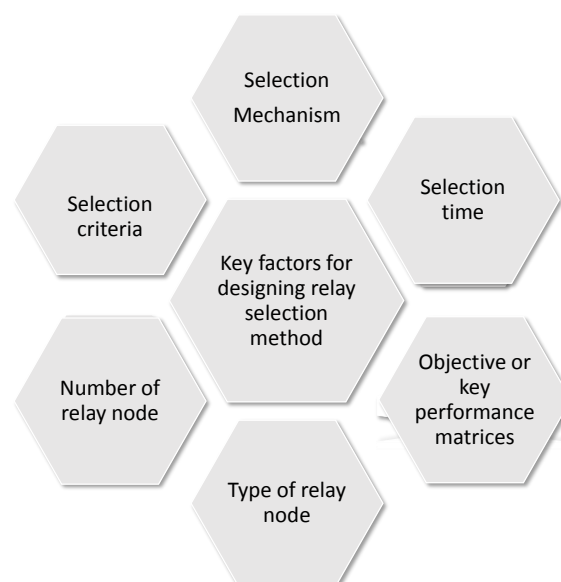 Selection
Mechanism
Selection
criteria
Selection
time
Key factors for
designing relay
selection
method
Number of
relay node
Objective or
key
performance
matrices
Type of relay
node